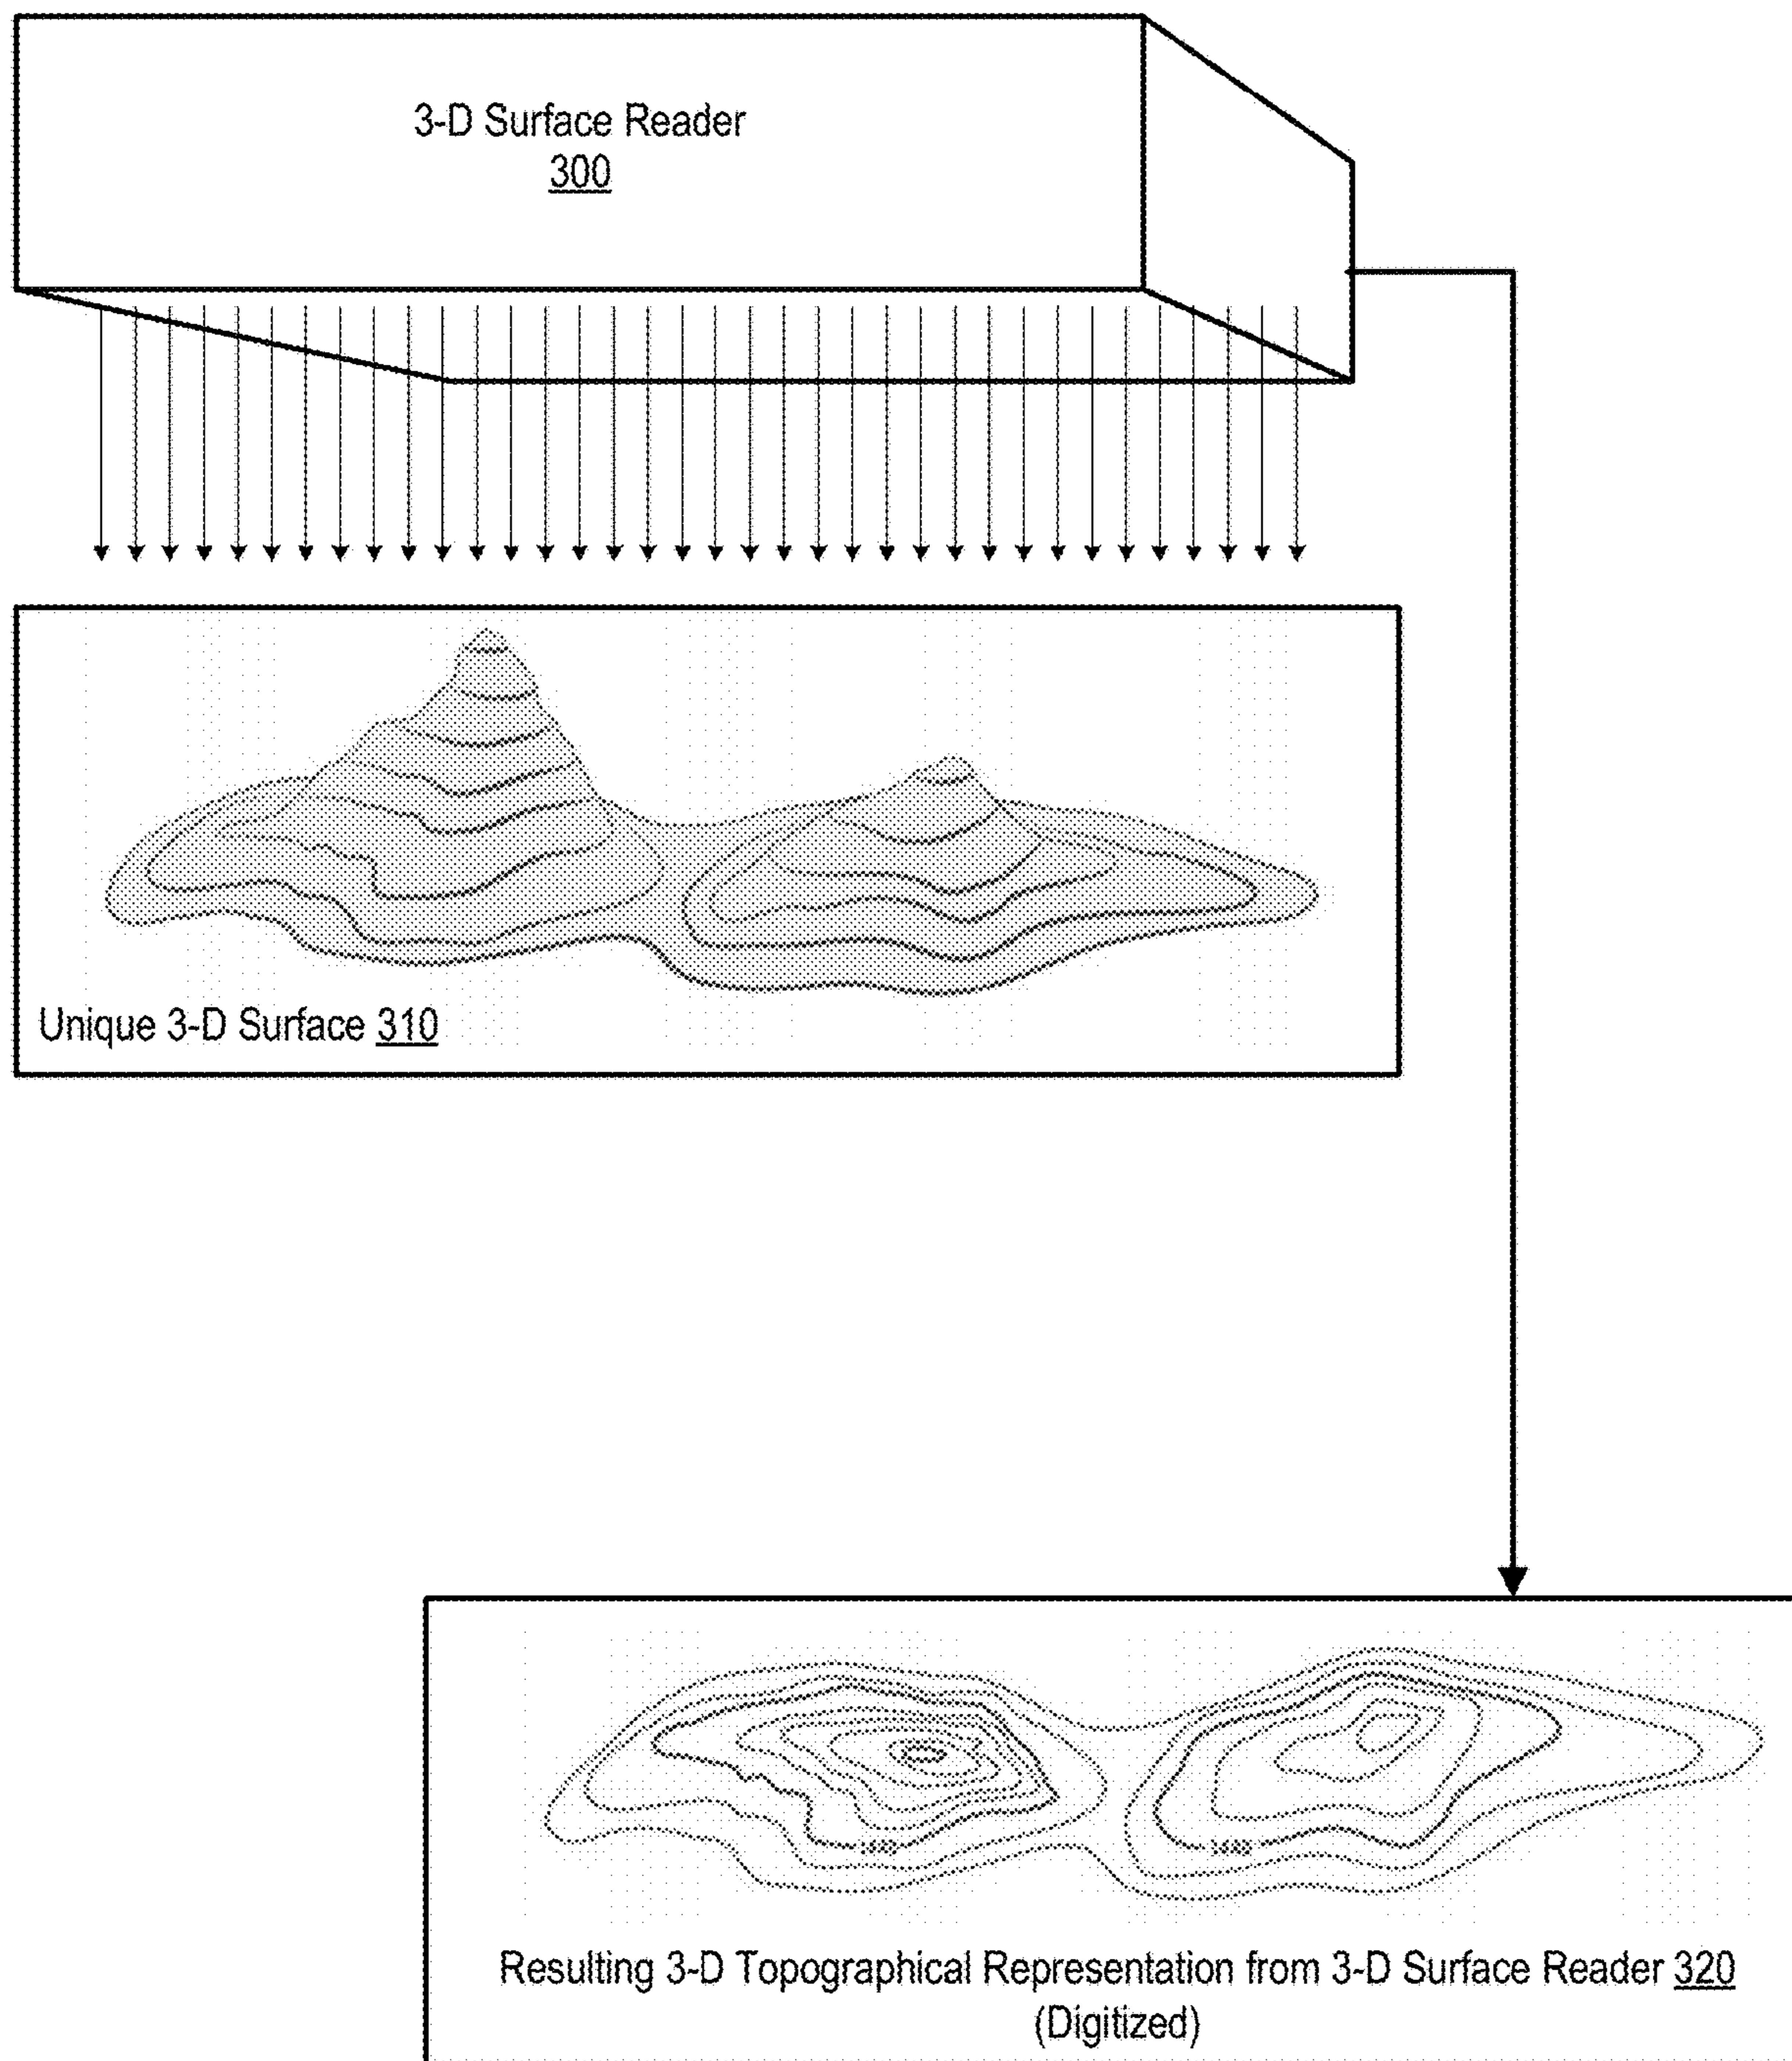 3-D Surface Reader
300
Unique 3-D Surface 310
Resulting 3-D Topographical Representation from 3-D Surface Reader 320
(Digitized)